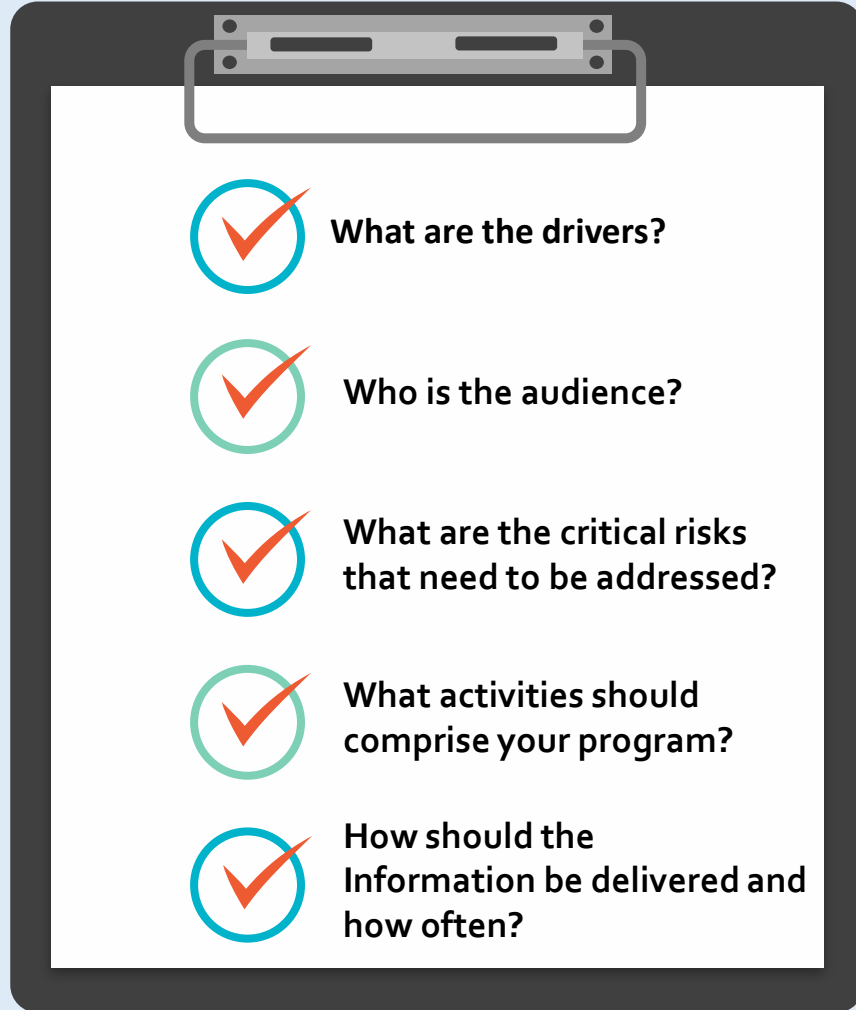 What are the drivers?
Who is the audience?
What are the critical risks
that need to be addressed?
What activities should
comprise your program?
How should the
Information be delivered and
how often?